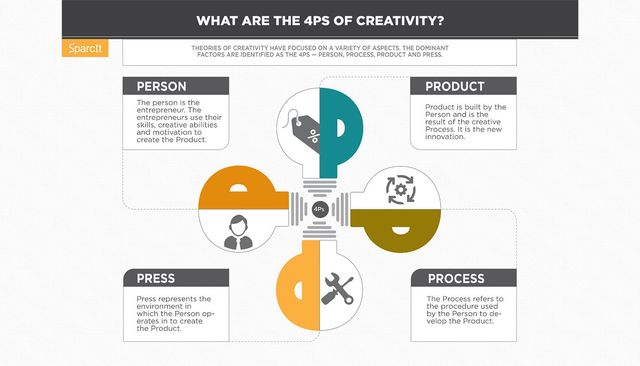 WHAT ARE THE 4PS OF CREATIVITY?
SparcIt
THEORIES OF CREATIVITY HAVE FOCUSED ON A VARIETY OF ASPECTS. THE DOMINANT
FACTORS ARE IDENTIFIED AS THE 4PS — PERSON, PROCESS, PRODUCT AND PRESS.
PERSON
The person is the
entrepreneur. The
entrepreneurs use their
skills, creative abilities
and motivation to
create the Product.
PRODUCT
Product is built by the
Person and is the
result of the creative
Process. It is the new
innovation.
%
4Ps
PRESS
Press represents the
environment in
which the Person op-
erates in to create
the Product.
PROCESS
The Process refers to
the procedure used
by the Person to de-
velop the Product.